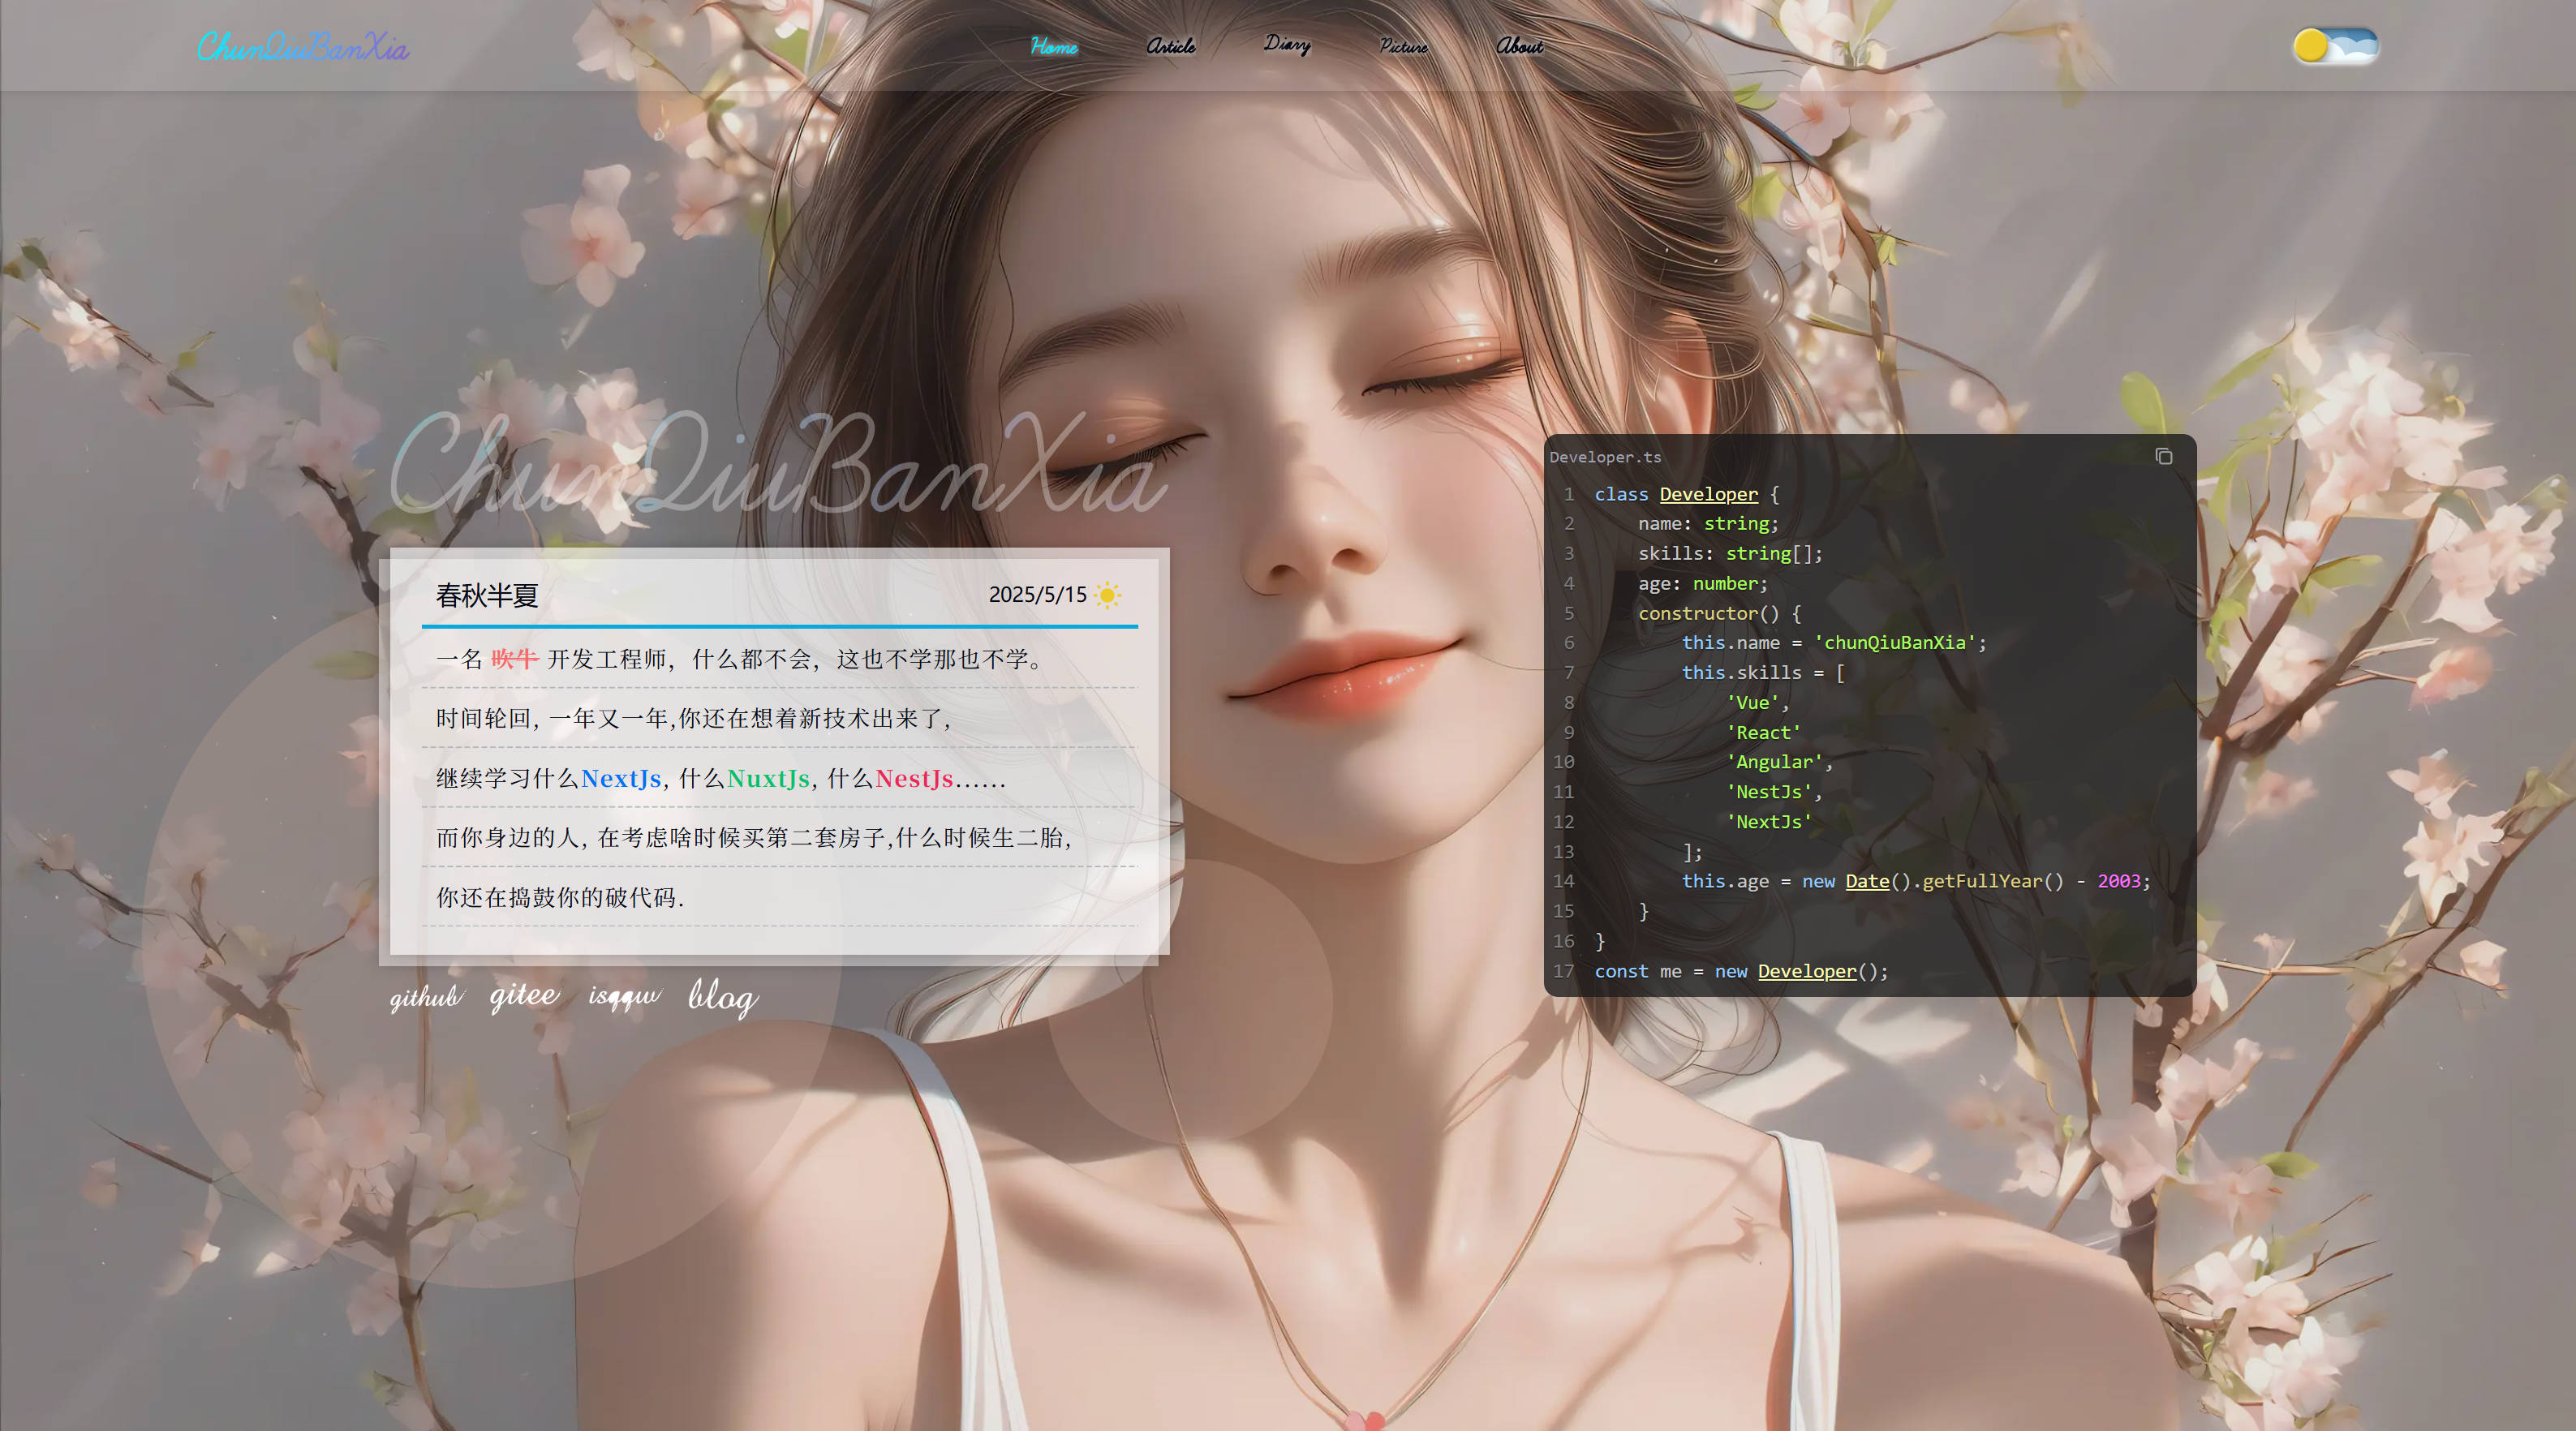 ChunQiuBanXia
Home Article Diary Picture About
ChunQiuBanXia
春秋半夏 2025/5/15
一名 吹牛 开发工程师，什么都不会，这也不学那也不学。
时间轮回, 一年又一年,你还在想着新技术出来了,
继续学习什么NextJs, 什么NuxtJs, 什么NestJs......
而你身边的人, 在考虑啥时候买第二套房子,什么时候生二胎,
你还在捣鼓你的破代码.
github gitee isqqw blog
Developer.ts
1 class Developer {
2 name: string;
3 skills: string[];
4 age: number;
5 constructor() {
6 this.name = 'chunQiuBanXia';
7 this.skills = [
8 'Vue',
9 'React'
10 'Angular',
11 'NestJs',
12 'NextJs'
13 ];
14 this.age = new Date().getFullYear() - 2003;
15 }
16 }
17 const me = new Developer();